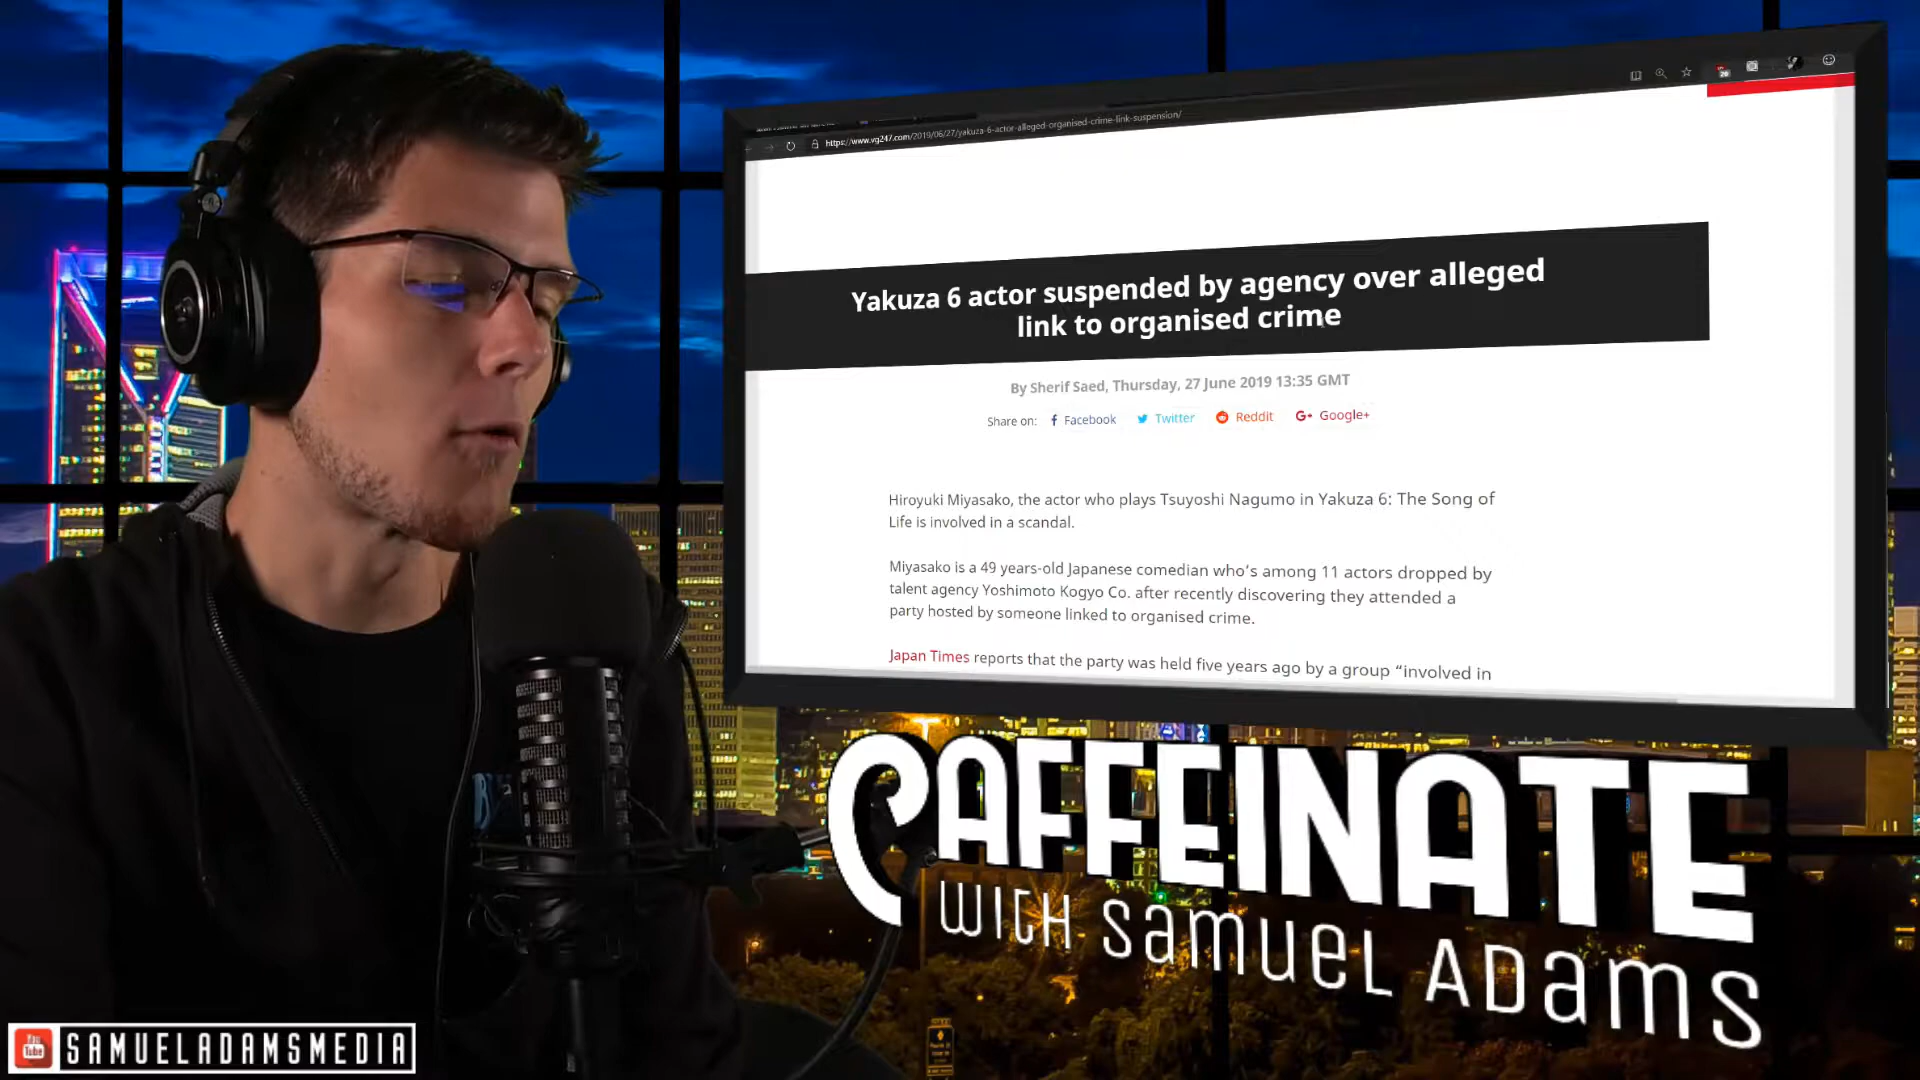 https://www.vg247.com/2019/06/27/yakuza-6-actor-alleged-organised-crime-link-suspension/
Yakuza 6 actor suspended by agency over alleged
link to organised crime
By Sherif Saed, Thursday, 27 June 2019 13:35 GMT
Share on: Facebook Twitter Reddit G+ Google+
Hiroyuki Miyasako, the actor who plays Tsuyoshi Nagumo in Yakuza 6: The Song of
Life is involved in a scandal.
Miyasako is a 49 years-old Japanese comedian who's among 11 actors dropped by
talent agency Yoshimoto Kogyo Co. after recently discovering they attended a
party hosted by someone linked to organised crime.
Japan Times reports that the party was held five years ago by a group “involved in
CAFFEINATE
WITH SAMUEL ADAMS
You
Tube
SAMUELADAMSMEDIA